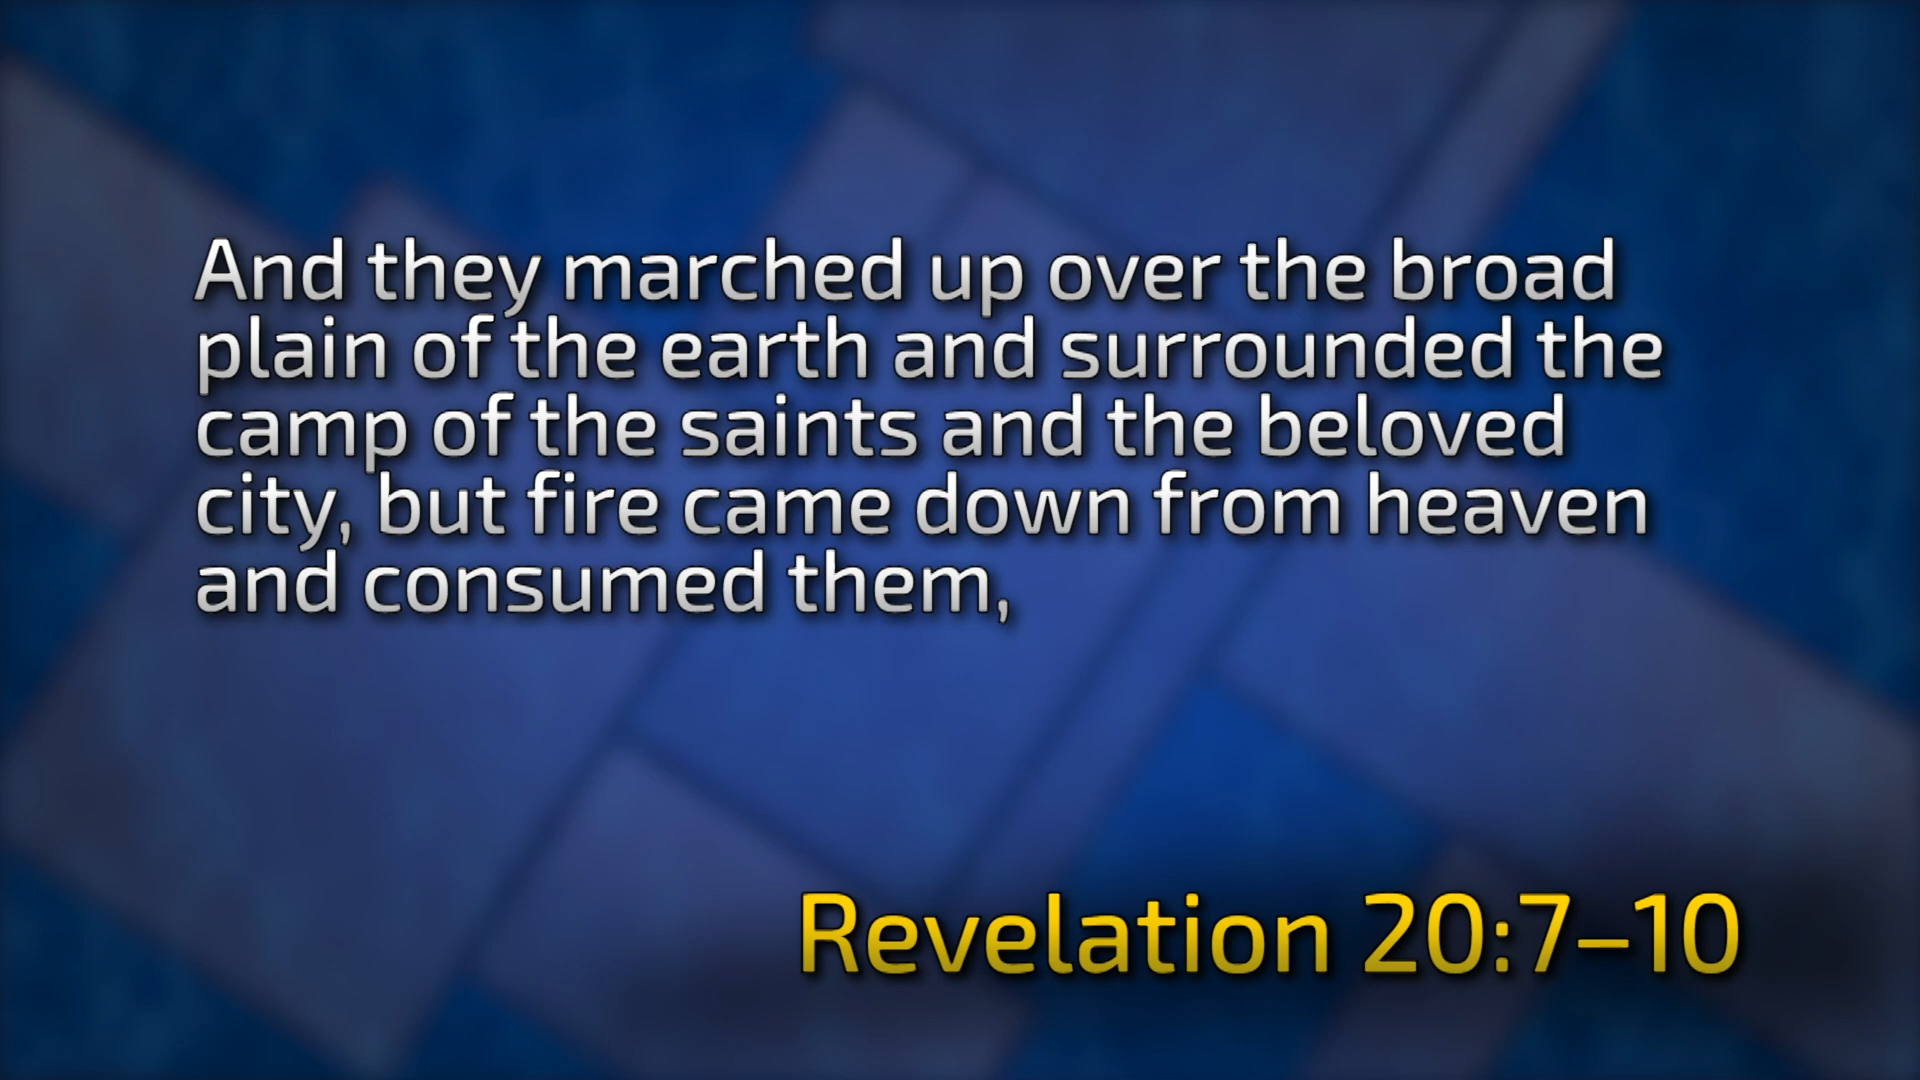 And they marched up over the broad
plain of the earth and surrounded the
camp of the saints and the beloved
city, but fire came down from heaven
and consumed them,
Revelation 20:7–10